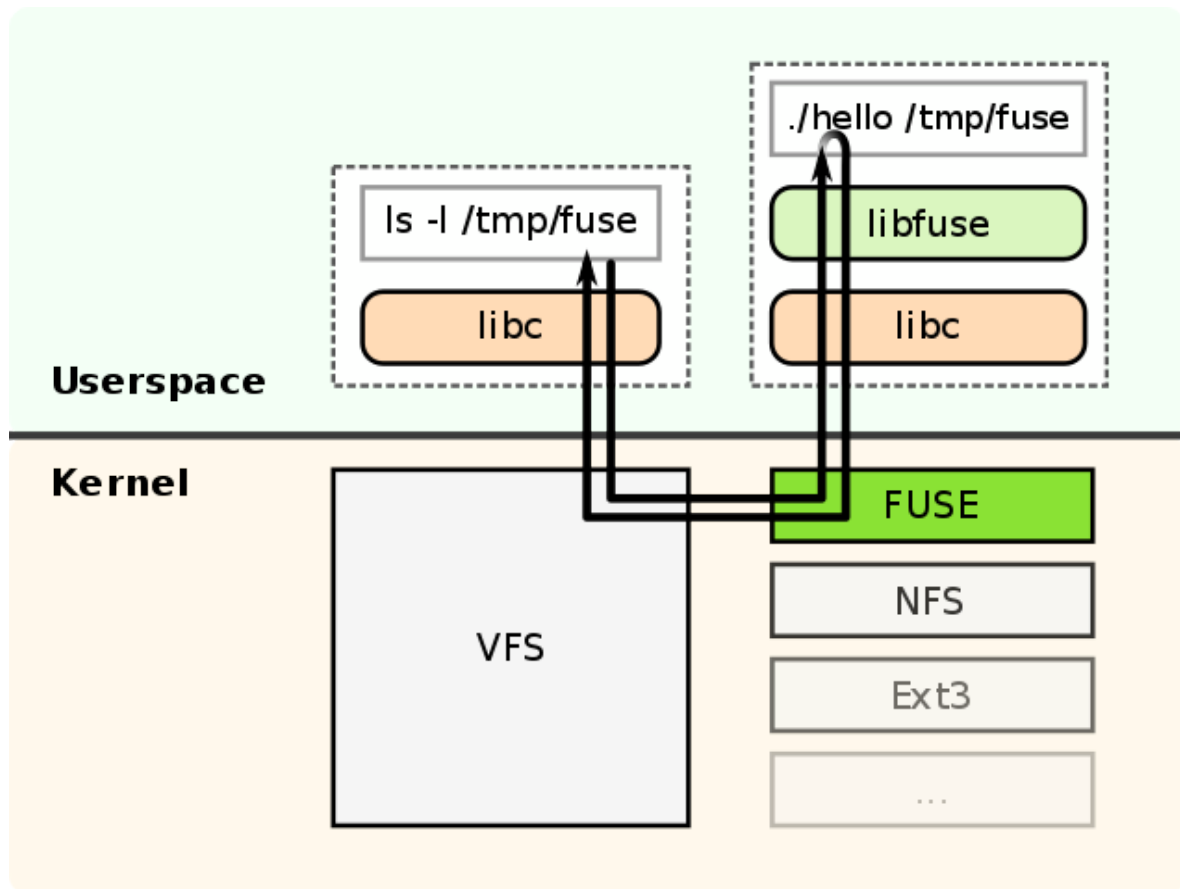 ./hello /tmp/fuse
ls -l /tmp/fuse
libfuse
libc
libc
Userspace
Kernel
FUSE
NFS
VFS
Ext3
...